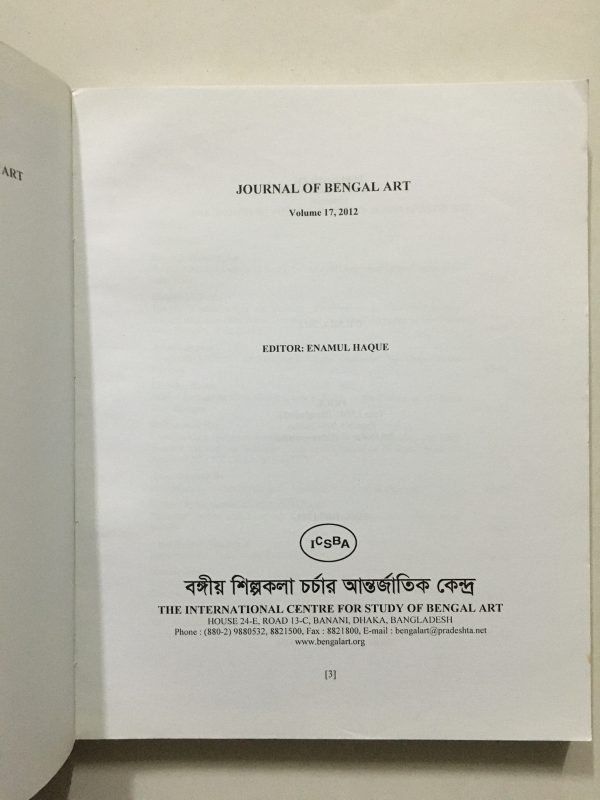 ART
JOURNAL OF BENGAL ART
Volume 17, 2012
EDITOR: ENAMUL HAQUE
ICSBA
বঙ্গীয় শিল্পকলা চর্চার আন্তর্জাতিক কেন্দ্র
THE INTERNATIONAL CENTRE FOR STUDY OF BENGAL ART
HOUSE 24-E, ROAD 13-C, BANANI, DHAKA, BANGLADESH
Phone : (880-2) 9880532, 8821500, Fax : 8821800, E-mail : bengalart@pradeshta.net
www.bengalart.org
[3]